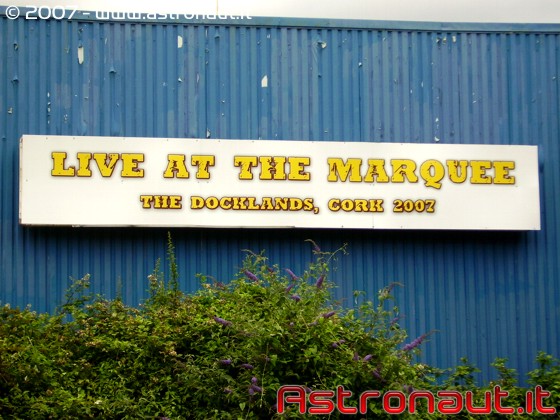 © 2007 - www.astronaut.it
LIVE AT THE MARQUEE
THE DOCKLANDS, CORK 2007
Astronaut.it